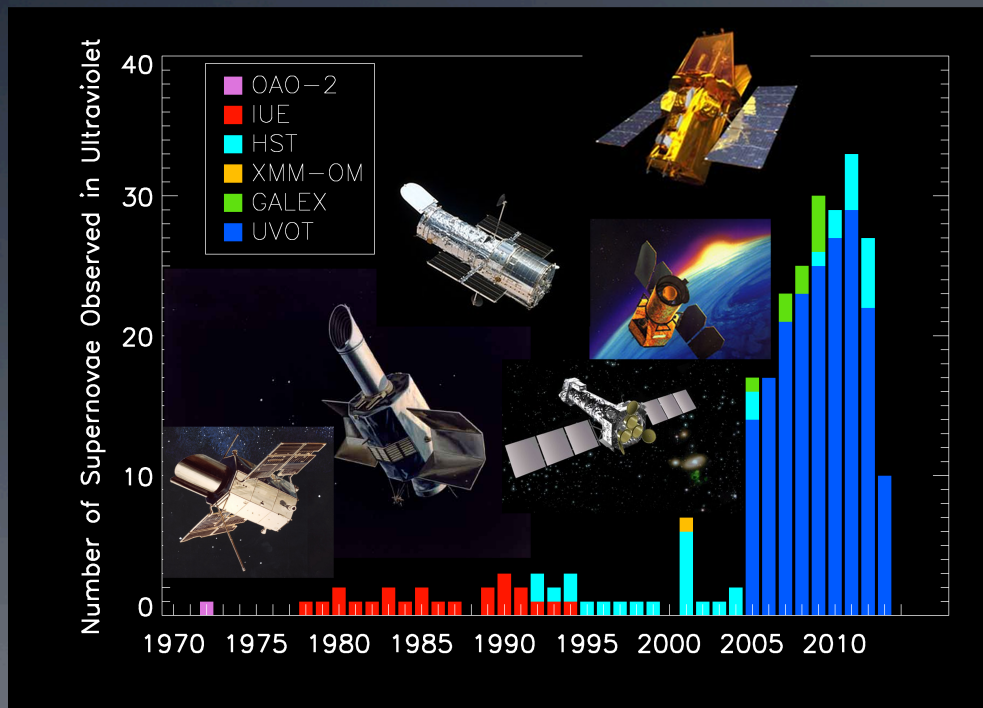 Number of Supernovae Observed in Ultraviolet
40
30
20
10
0
OAO-2
IUE
HST
XMM-OM
GALEX
UVOT
1970 1975 1980 1985 1990 1995 2000 2005 2010